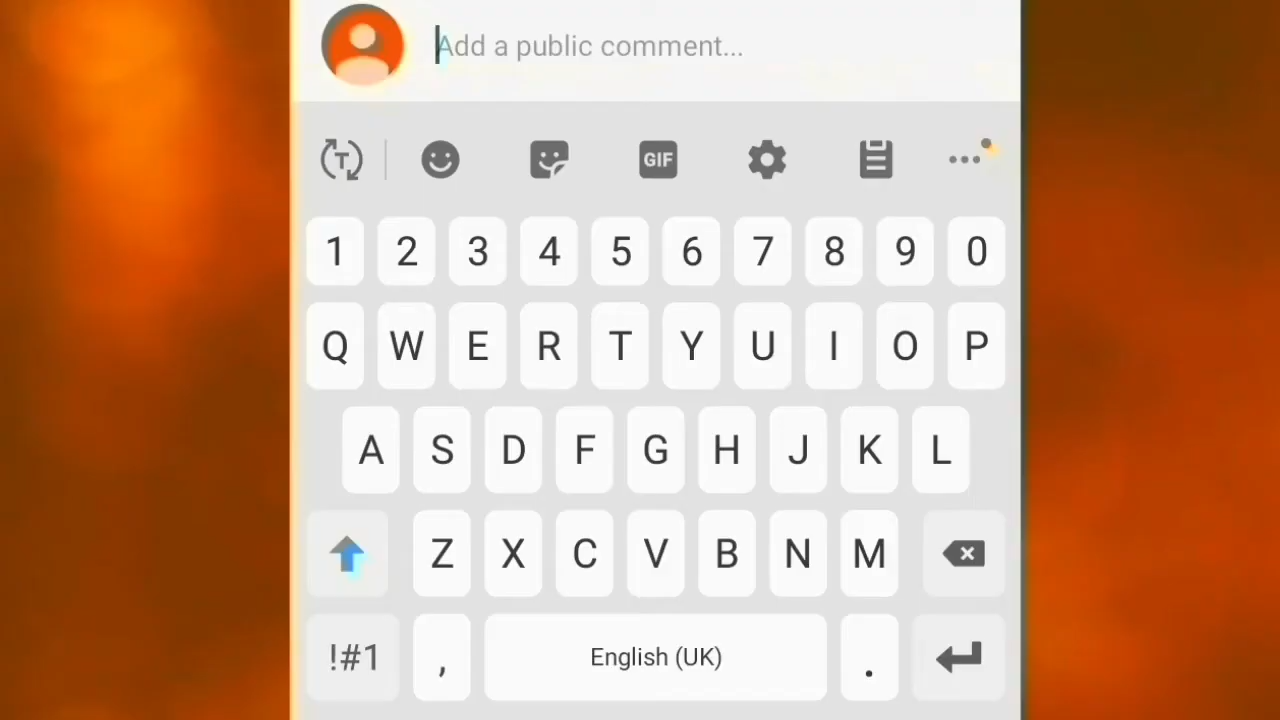 Add a public comment...
T GIF
1 2 3 4 5 6 7 8 9 0
Q W E R T Y U I O P
A S D F G H J K L
Z X C V B N M
!#1 , English (UK) .